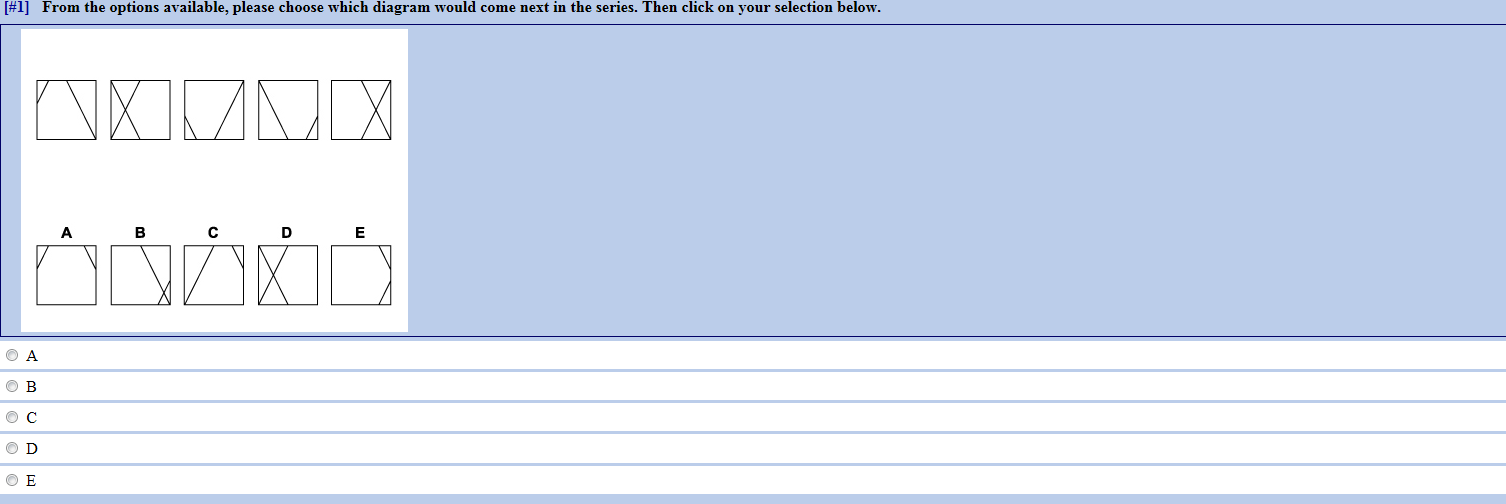 [#1] From the options available, please choose which diagram would come next in the series. Then click on your selection below.
A B C D E
A
B
C
D
E